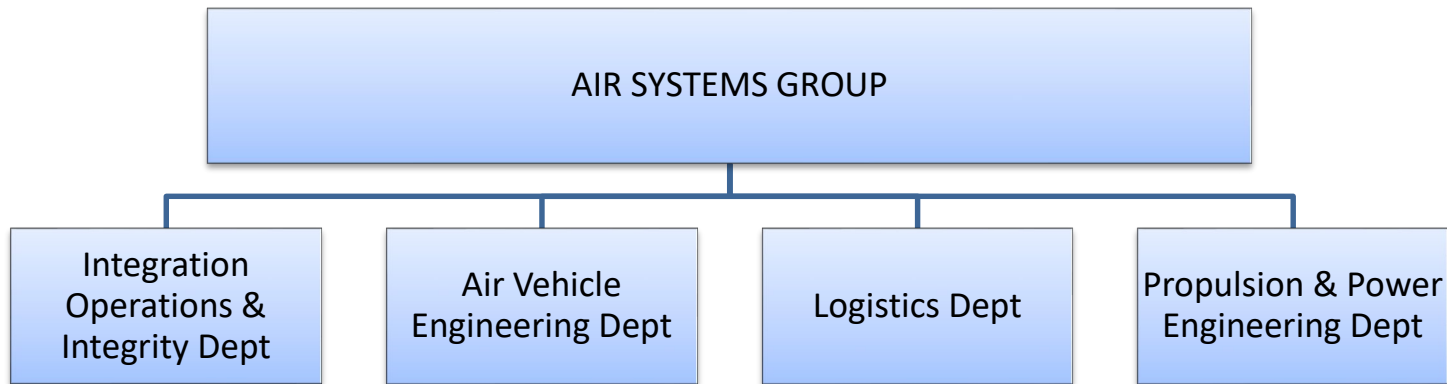 AIR SYSTEMS GROUP
Integration
Operations &
Integrity Dept
Air Vehicle
Engineering Dept
Logistics Dept
Propulsion & Power
Engineering Dept